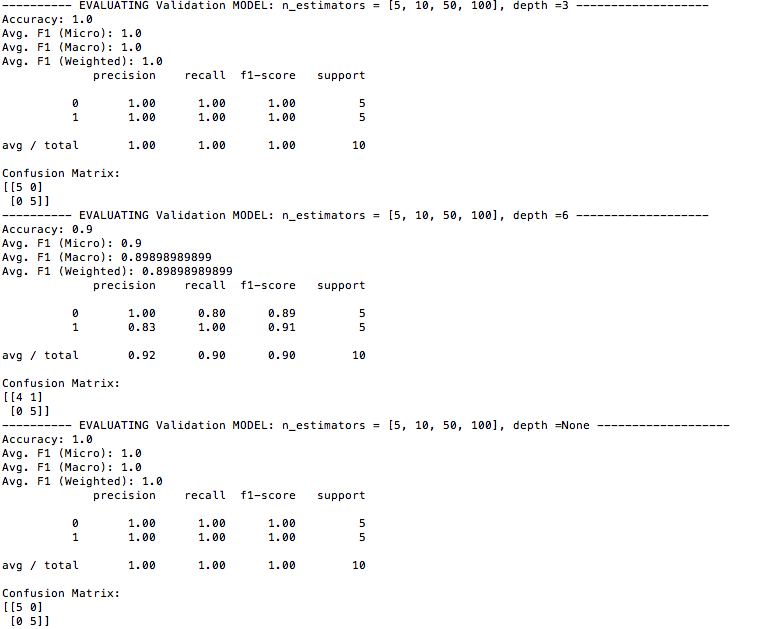 ---------- EVALUATING Validation MODEL: n_estimators = [5, 10, 50, 100], depth =3 -------------------
Accuracy: 1.0
Avg. F1 (Micro): 1.0
Avg. F1 (Macro): 1.0
Avg. F1 (Weighted): 1.0
             precision    recall  f1-score   support

          0       1.00      1.00      1.00         5
          1       1.00      1.00      1.00         5

avg / total       1.00      1.00      1.00        10

Confusion Matrix:
[[5 0]
 [0 5]]
---------- EVALUATING Validation MODEL: n_estimators = [5, 10, 50, 100], depth =6 -------------------
Accuracy: 0.9
Avg. F1 (Micro): 0.9
Avg. F1 (Macro): 0.89898989899
Avg. F1 (Weighted): 0.89898989899
             precision    recall  f1-score   support

          0       1.00      0.80      0.89         5
          1       0.83      1.00      0.91         5

avg / total       0.92      0.90      0.90        10

Confusion Matrix:
[[4 1]
 [0 5]]
---------- EVALUATING Validation MODEL: n_estimators = [5, 10, 50, 100], depth =None -------------------
Accuracy: 1.0
Avg. F1 (Micro): 1.0
Avg. F1 (Macro): 1.0
Avg. F1 (Weighted): 1.0
             precision    recall  f1-score   support

          0       1.00      1.00      1.00         5
          1       1.00      1.00      1.00         5

avg / total       1.00      1.00      1.00        10

Confusion Matrix:
[[5 0]
 [0 5]]